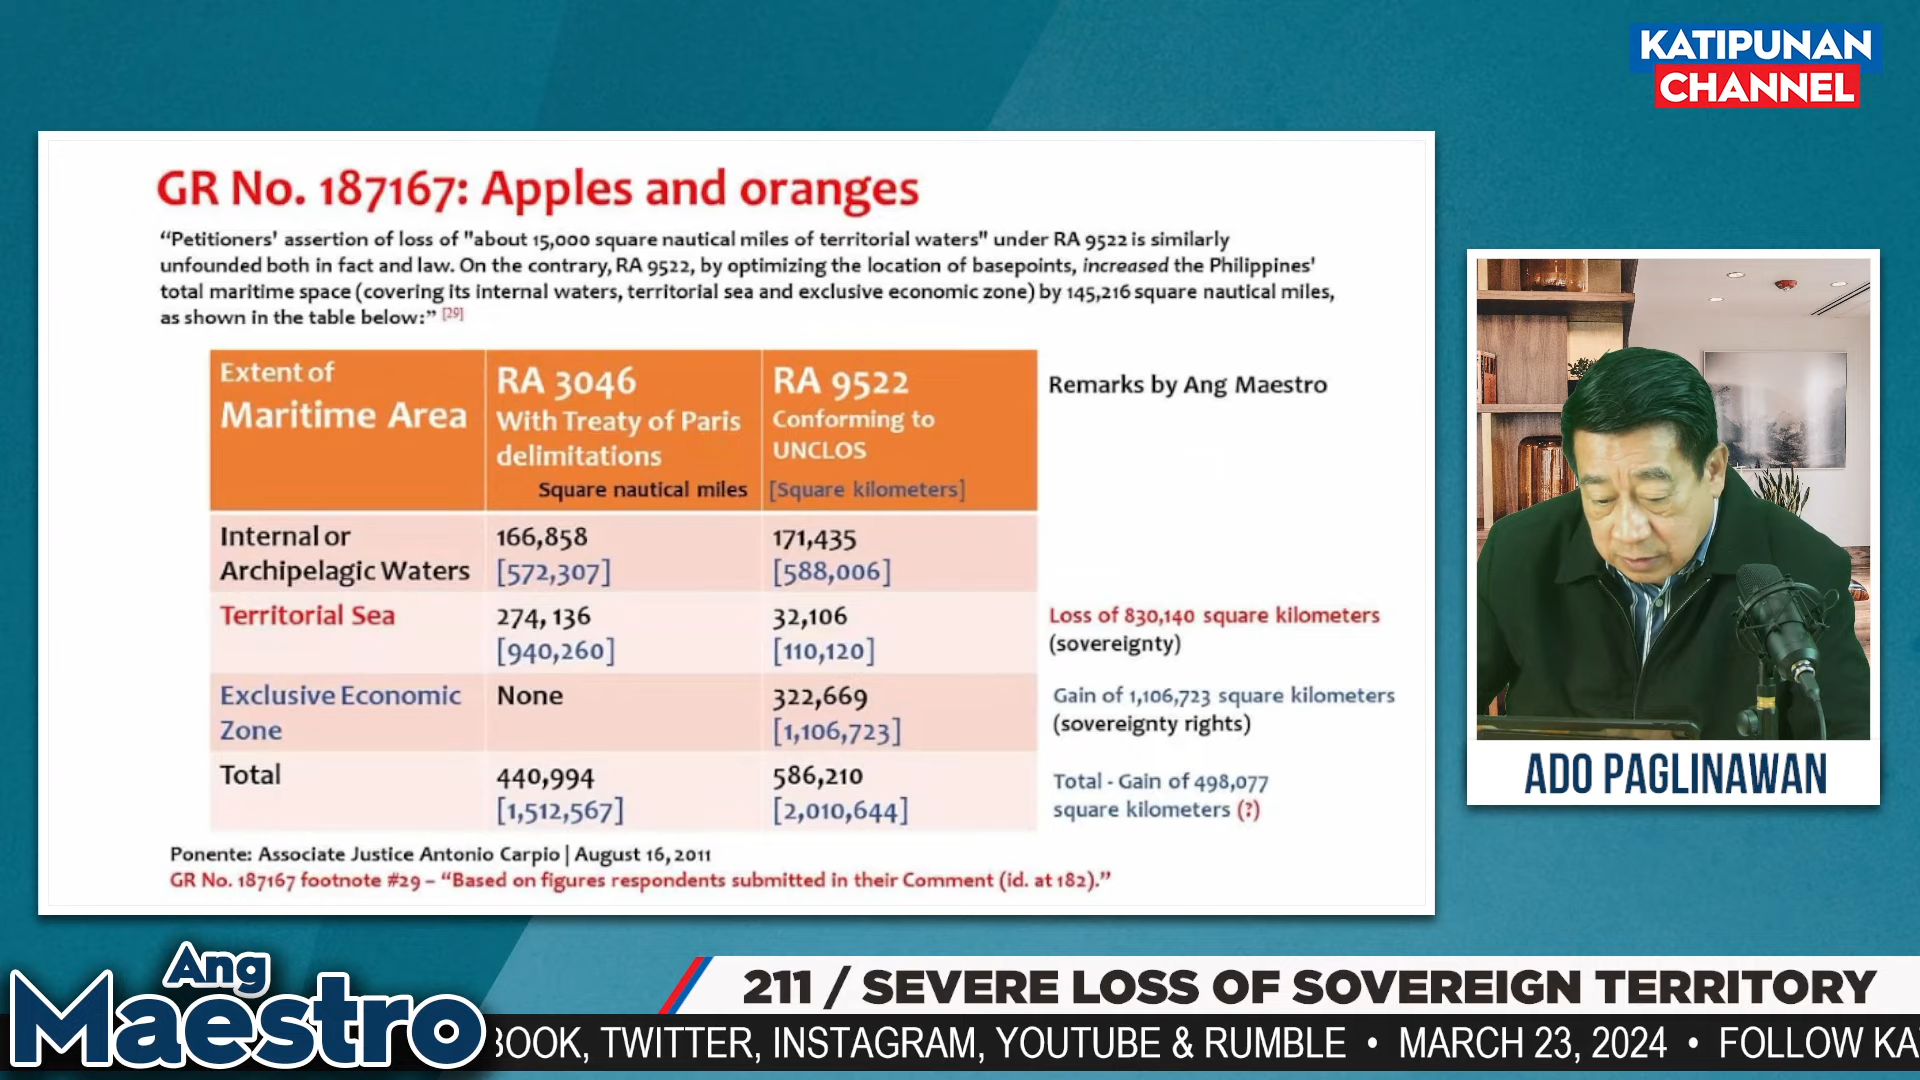 KATIPUNAN
CHANNEL
GR No. 187167: Apples and oranges
“Petitioners' assertion of loss of "about 15,000 square nautical miles of territorial waters" under RA 9522 is similarly
unfounded both in fact and law. On the contrary, RA 9522, by optimizing the location of basepoints, increased the Philippines'
total maritime space (covering its internal waters, territorial sea and exclusive economic zone) by 145,216 square nautical miles,
as shown in the table below:” [29]
Extent of
Maritime Area
RA 3046
With Treaty of Paris
delimitations
Square nautical miles
RA 9522
Conforming to
UNCLOS
[Square kilometers]
Remarks by Ang Maestro
Internal or
Archipelagic Waters
166,858
[572,307]
171,435
[588,006]
Territorial Sea
274, 136
[940,260]
32,106
[110,120]
Loss of 830,140 square kilometers
(sovereignty)
Exclusive Economic
Zone
None
322,669
[1,106,723]
Gain of 1,106,723 square kilometers
(sovereignty rights)
Total
440,994
[1,512,567]
586,210
[2,010,644]
Total - Gain of 498,077
square kilometers (?)
Ponente: Associate Justice Antonio Carpio | August 16, 2011
GR No. 187167 footnote #29 – “Based on figures respondents submitted in their Comment (id. at 182).”
ADO PAGLINAWAN
Ang
Maestro
211 / SEVERE LOSS OF SOVEREIGN TERRITORY
BOOK, TWITTER, INSTAGRAM, YOUTUBE & RUMBLE • MARCH 23, 2024 • FOLLOW KA